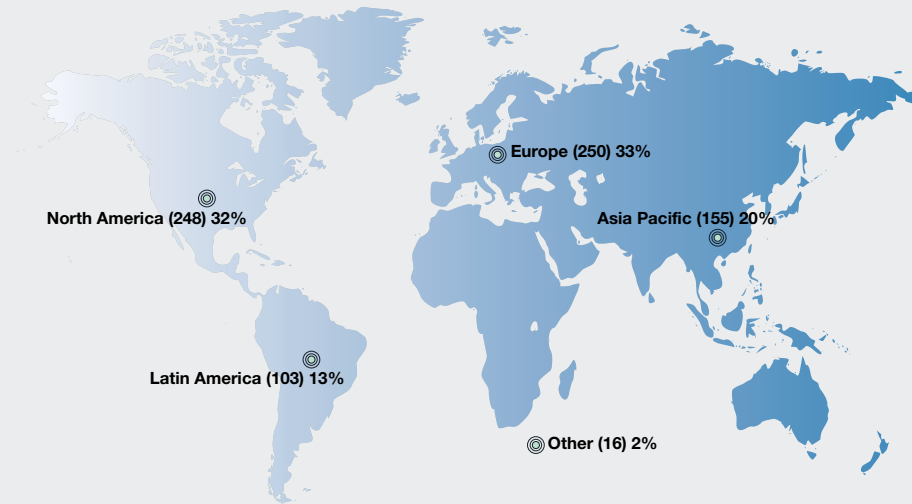 Europe (250) 33%
North America (248) 32%
Asia Pacific (155) 20%
Latin America (103) 13%
Other (16) 2%